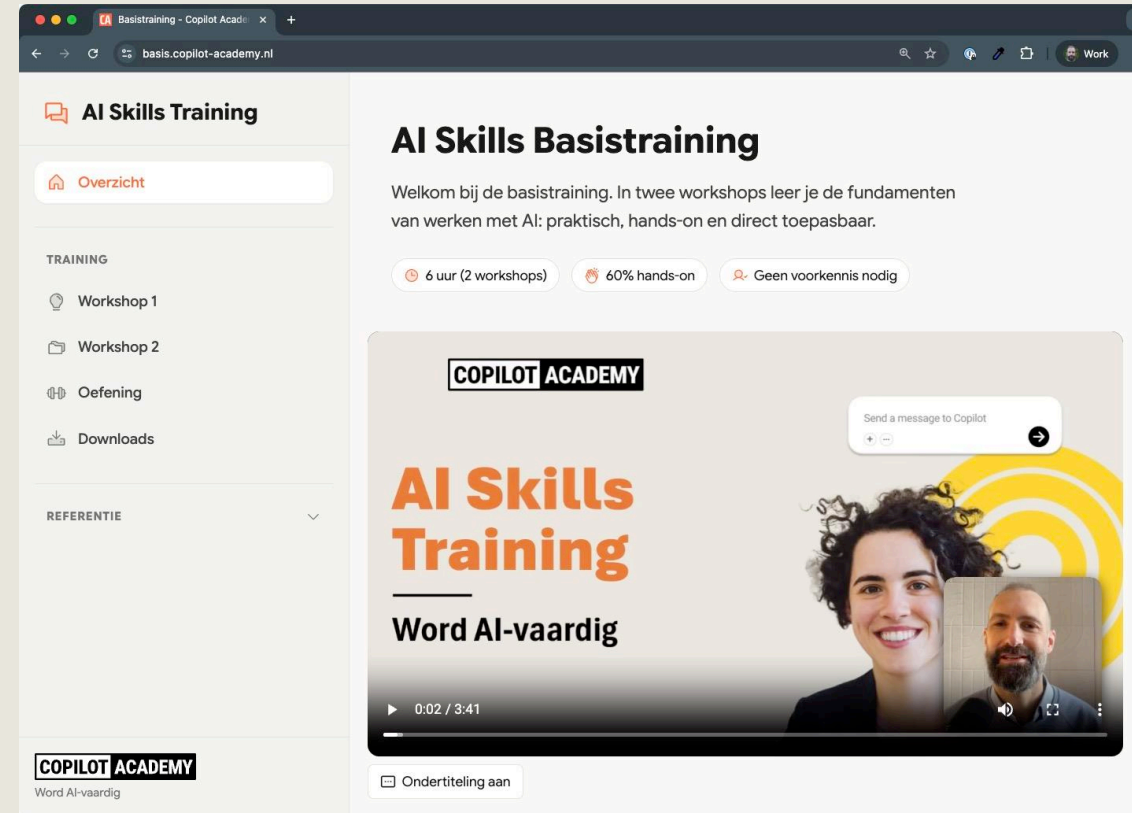 CA Basistraining - Copilot Acade
basis.copilot-academy.nl
Work
AI Skills Training
Overzicht
TRAINING
Workshop 1
Workshop 2
Oefening
Downloads
REFERENTIE
COPILOT ACADEMY
Word AI-vaardig
AI Skills Basistraining
Welkom bij de basistraining. In twee workshops leer je de fundamenten
van werken met AI: praktisch, hands-on en direct toepasbaar.
6 uur (2 workshops)
60% hands-on
Geen voorkennis nodig
COPILOT ACADEMY
Send a message to Copilot
AI Skills
Training
Word AI-vaardig
0:02 / 3:41
Ondertiteling aan